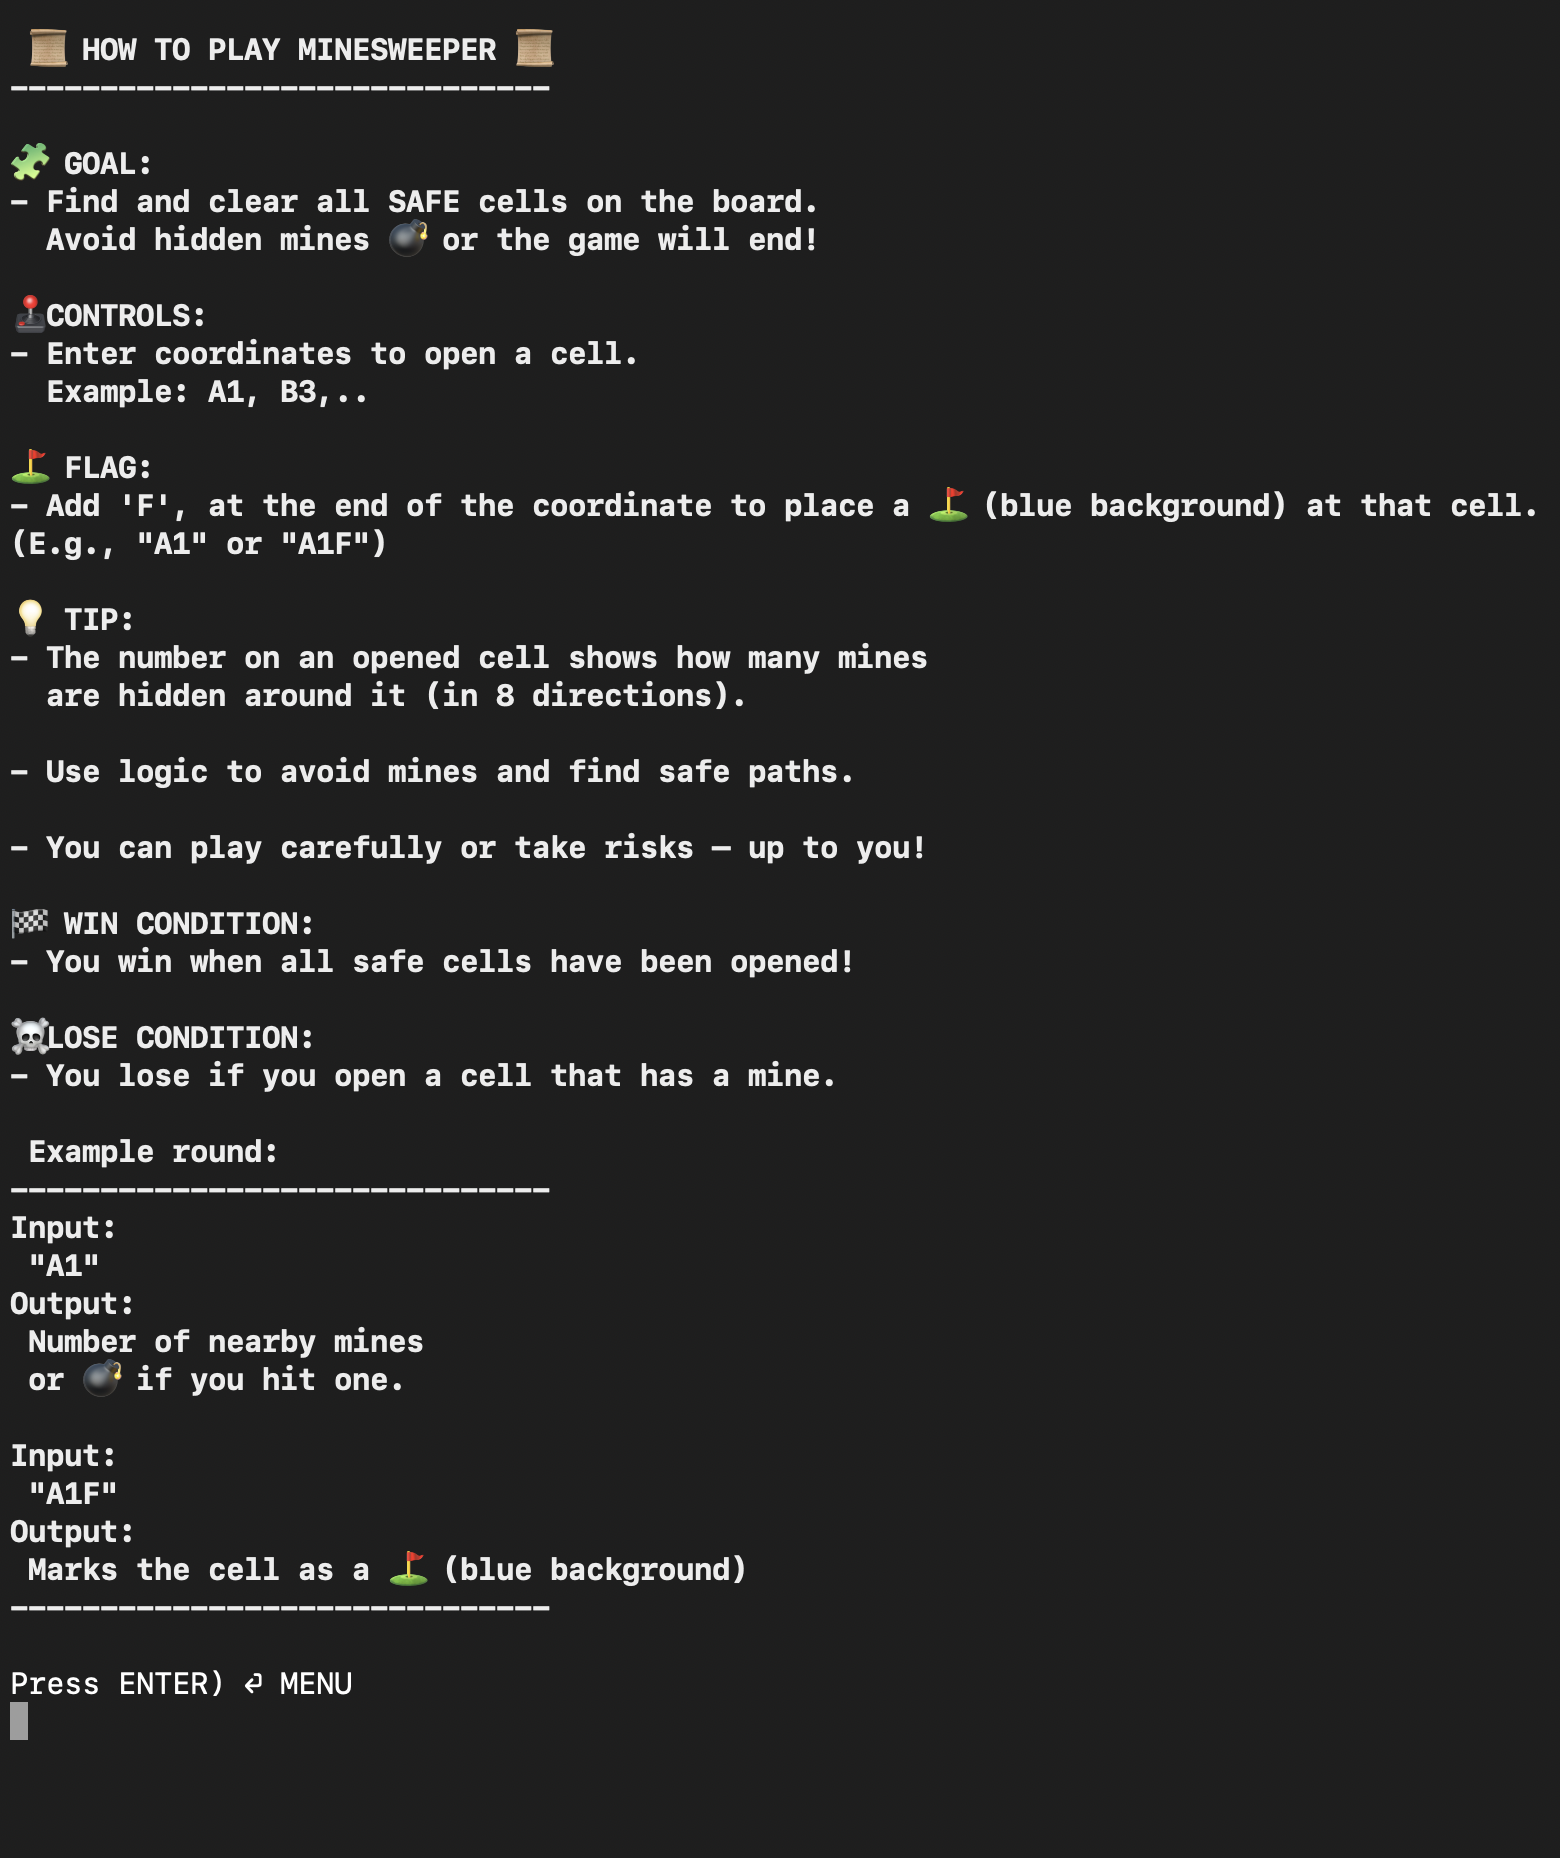 📜 HOW TO PLAY MINESWEEPER 📜
------------------------------
🧩 GOAL:
- Find and clear all SAFE cells on the board.
Avoid hidden mines 💣 or the game will end!
🕹️CONTROLS:
- Enter coordinates to open a cell.
Example: A1, B3,..
⛳ FLAG:
- Add 'F', at the end of the coordinate to place a ⛳ (blue background) at that cell.
(E.g., "A1" or "A1F")
💡 TIP:
- The number on an opened cell shows how many mines
are hidden around it (in 8 directions).
- Use logic to avoid mines and find safe paths.
- You can play carefully or take risks — up to you!
🏁 WIN CONDITION:
- You win when all safe cells have been opened!
☠️LOSE CONDITION:
- You lose if you open a cell that has a mine.
Example round:
------------------------------
Input:
"A1"
Output:
Number of nearby mines
or 💣 if you hit one.
Input:
"A1F"
Output:
Marks the cell as a ⛳ (blue background)
------------------------------
Press ENTER) ⏎ MENU